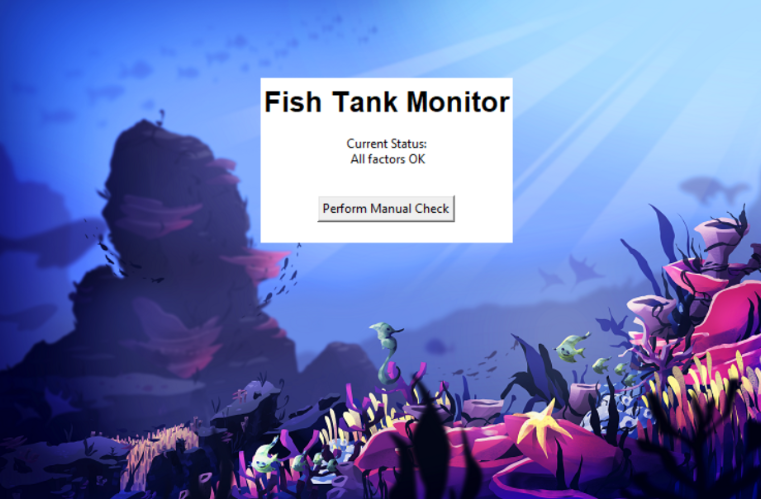 Fish Tank Monitor
Current Status:
All factors OK
Perform Manual Check